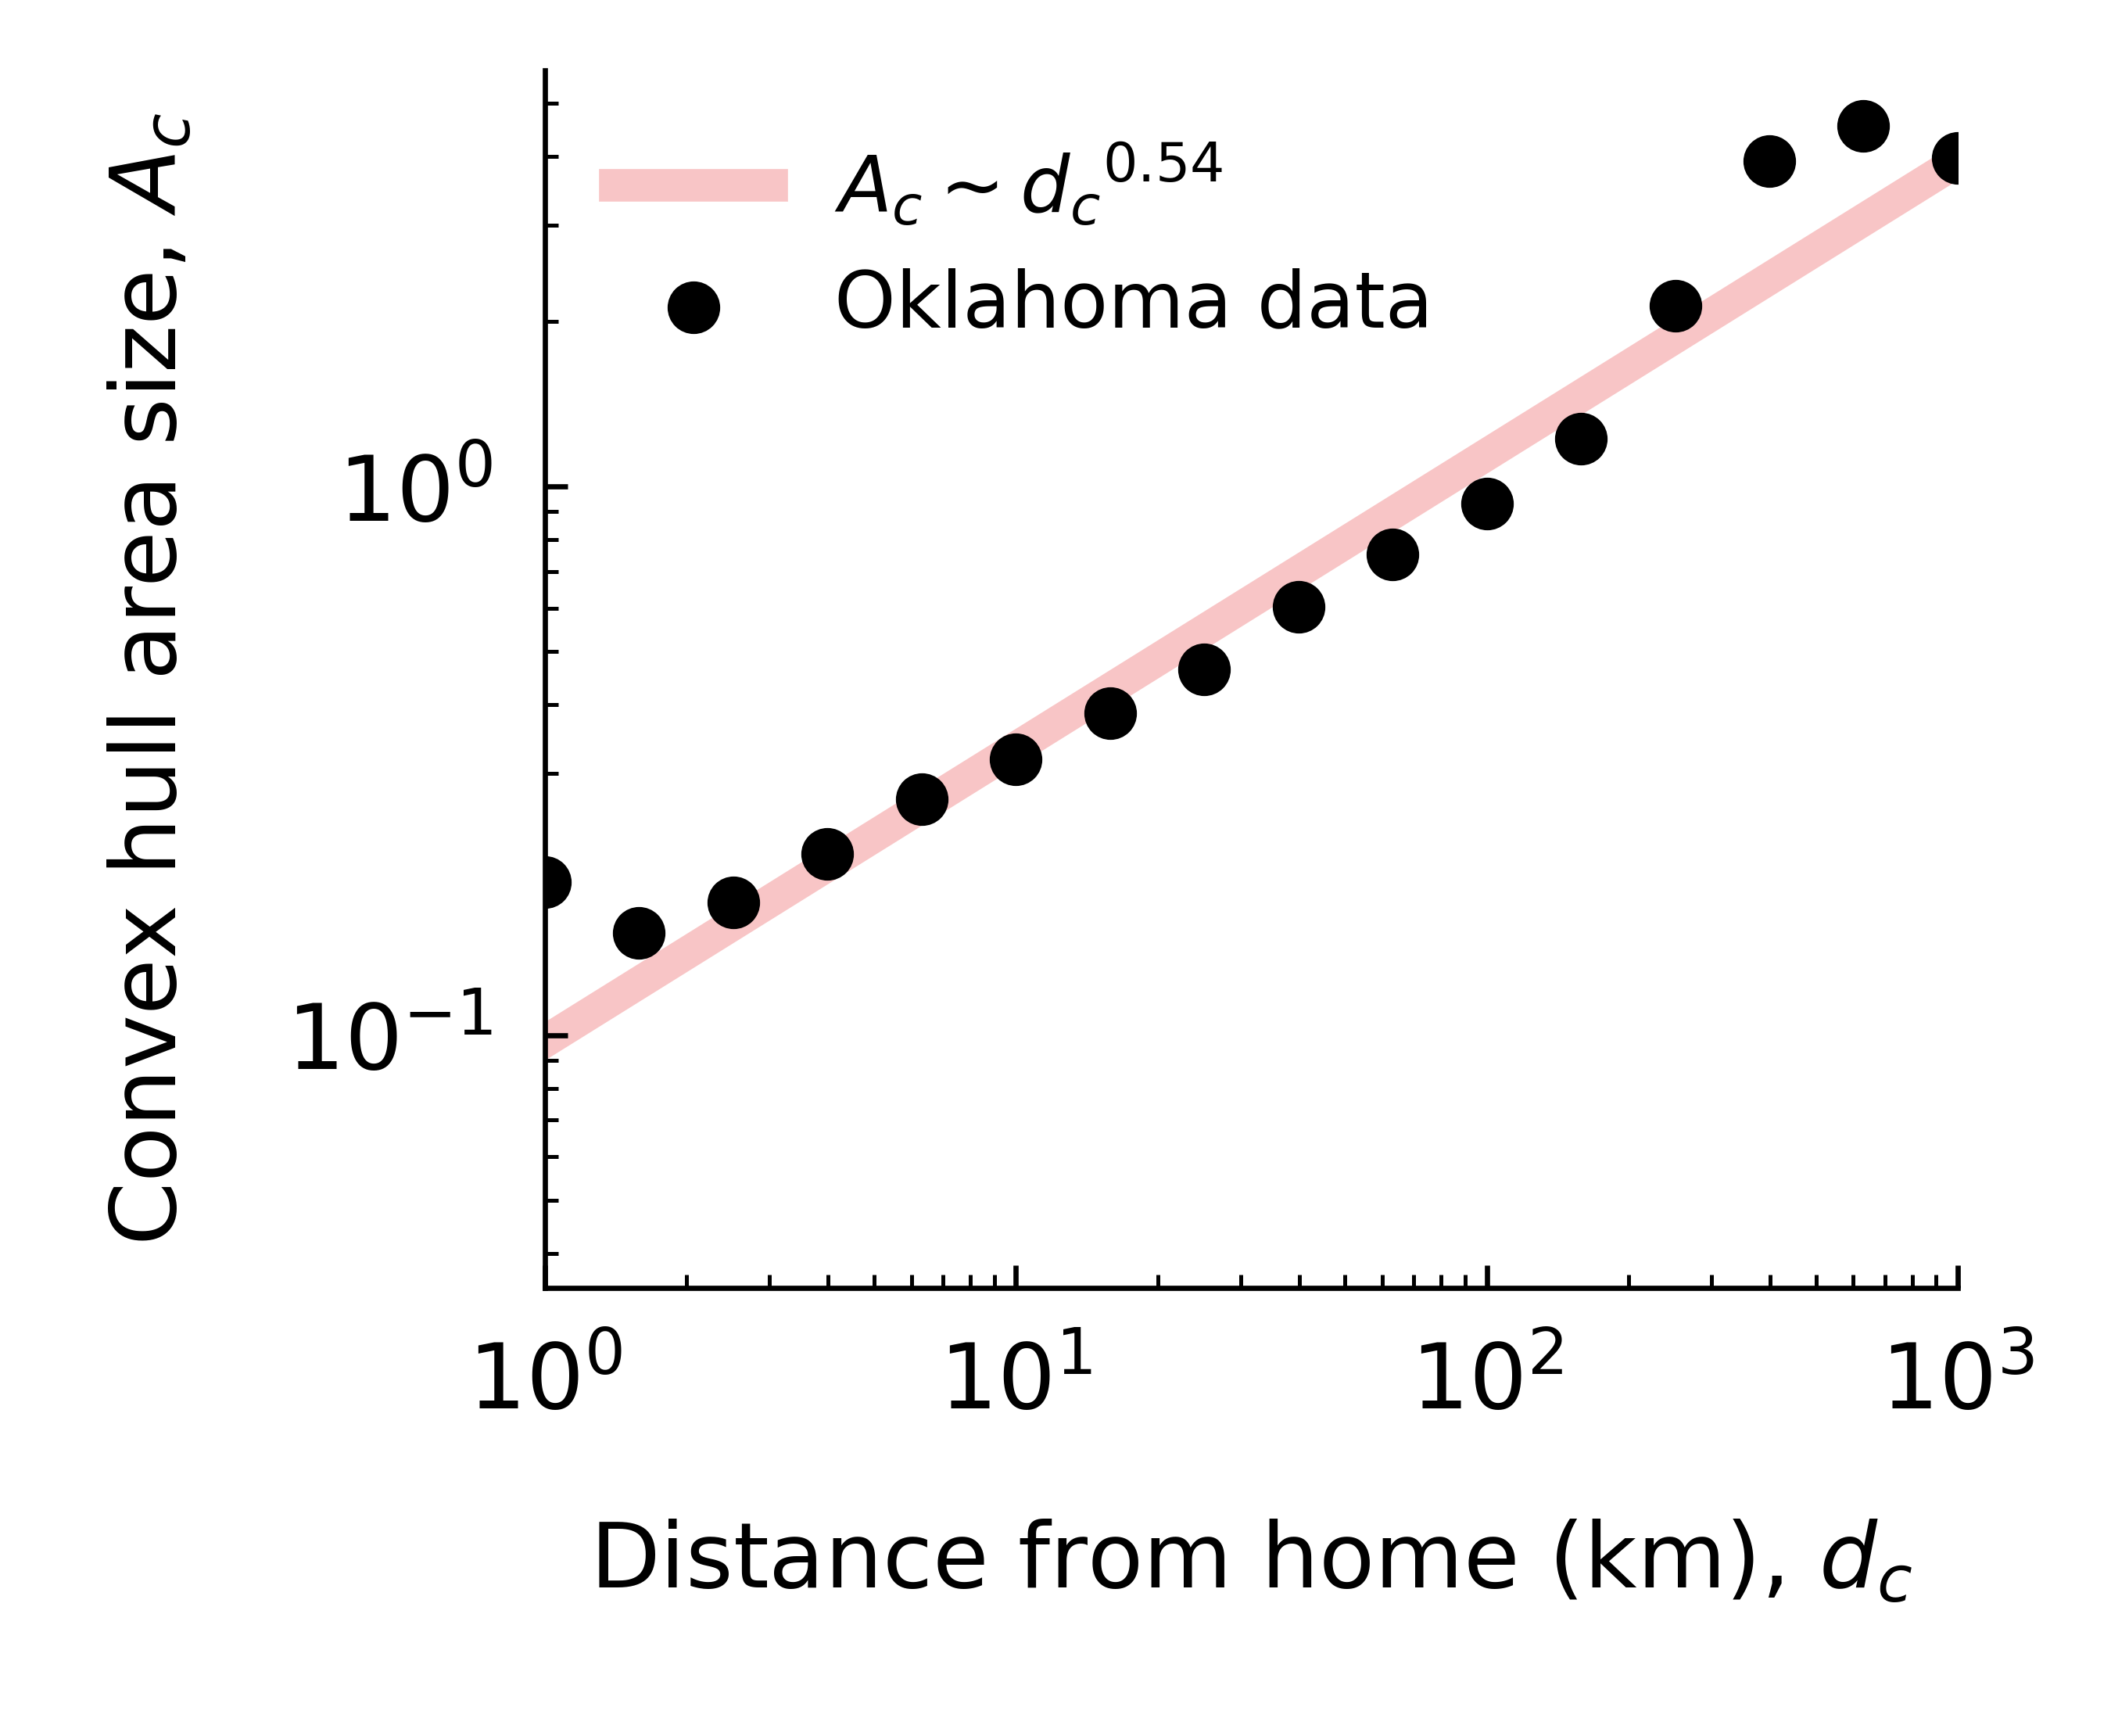 A_c ~ d_c^0.54
Oklahoma data
Convex hull area size, A_c
10^0
10^−1
10^0 10^1 10^2 10^3
Distance from home (km), d_c